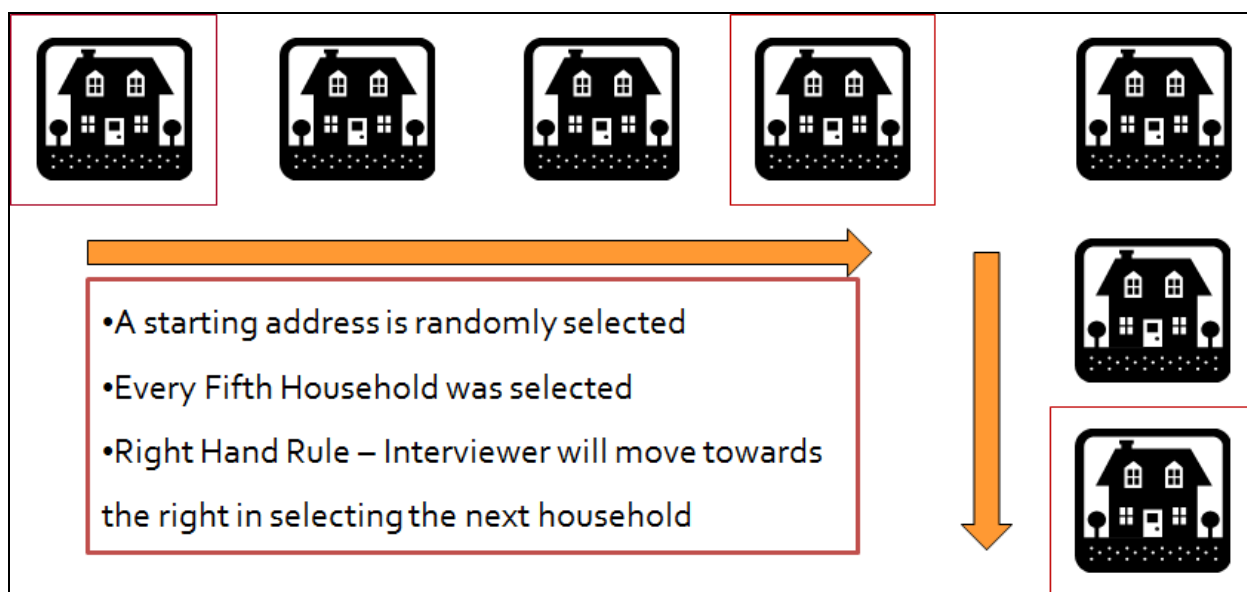 •A starting address is randomly selected
•Every Fifth Household was selected
•Right Hand Rule – Interviewer will move towards
the right in selecting the next household